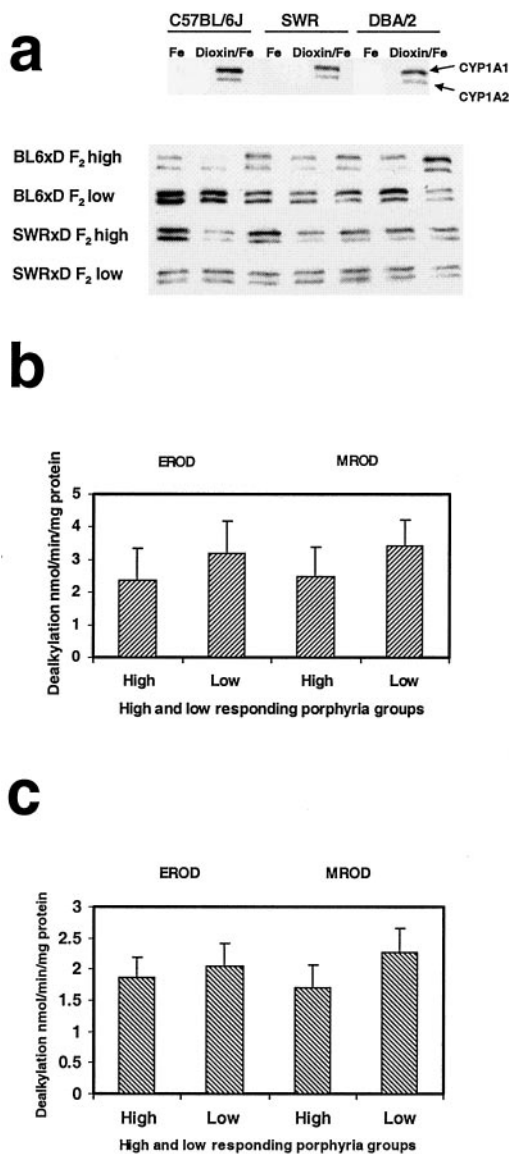 a
C57BL/6J SWR DBA/2
Fe Dioxin/Fe Fe Dioxin/Fe Fe Dioxin/Fe
CYP1A1
CYP1A2
BL6xD F2 high
BL6xD F2 low
SWRxD F2 high
SWRxD F2 low
b
EROD MROD
Dealkylation nmol/min/mg protein
5
4
3
2
1
0
High Low High Low
High and low responding porphyria groups
c
EROD MROD
Dealkylation nmol/min/mg protein
3
2.5
2
1.5
1
0.5
0
High Low High Low
High and low responding porphyria groups